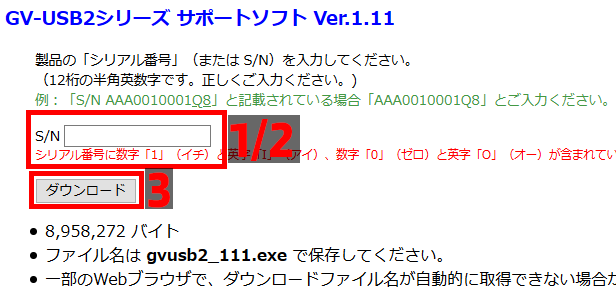 GV-USB2シリーズ サポートソフト Ver.1.11
製品の「シリアル番号」（または S/N）を入力してください。
（12桁の半角英数字です。正しくご入力ください。)
例：「S/N AAA0010001Q8」と記載されている場合「AAA0010001Q8」とご入力ください。
S/N
1/2
シリアル番号に数字「1」（イチ）と英字「I」（アイ）、数字「0」（ゼロ）と英字「O」（オー）が含まれてい
ダウンロード
3
● 8,958,272 バイト
● ファイル名は gvusb2_111.exe で保存してください。
● 一部のWebブラウザで、ダウンロードファイル名が自動的に取得できない場合か